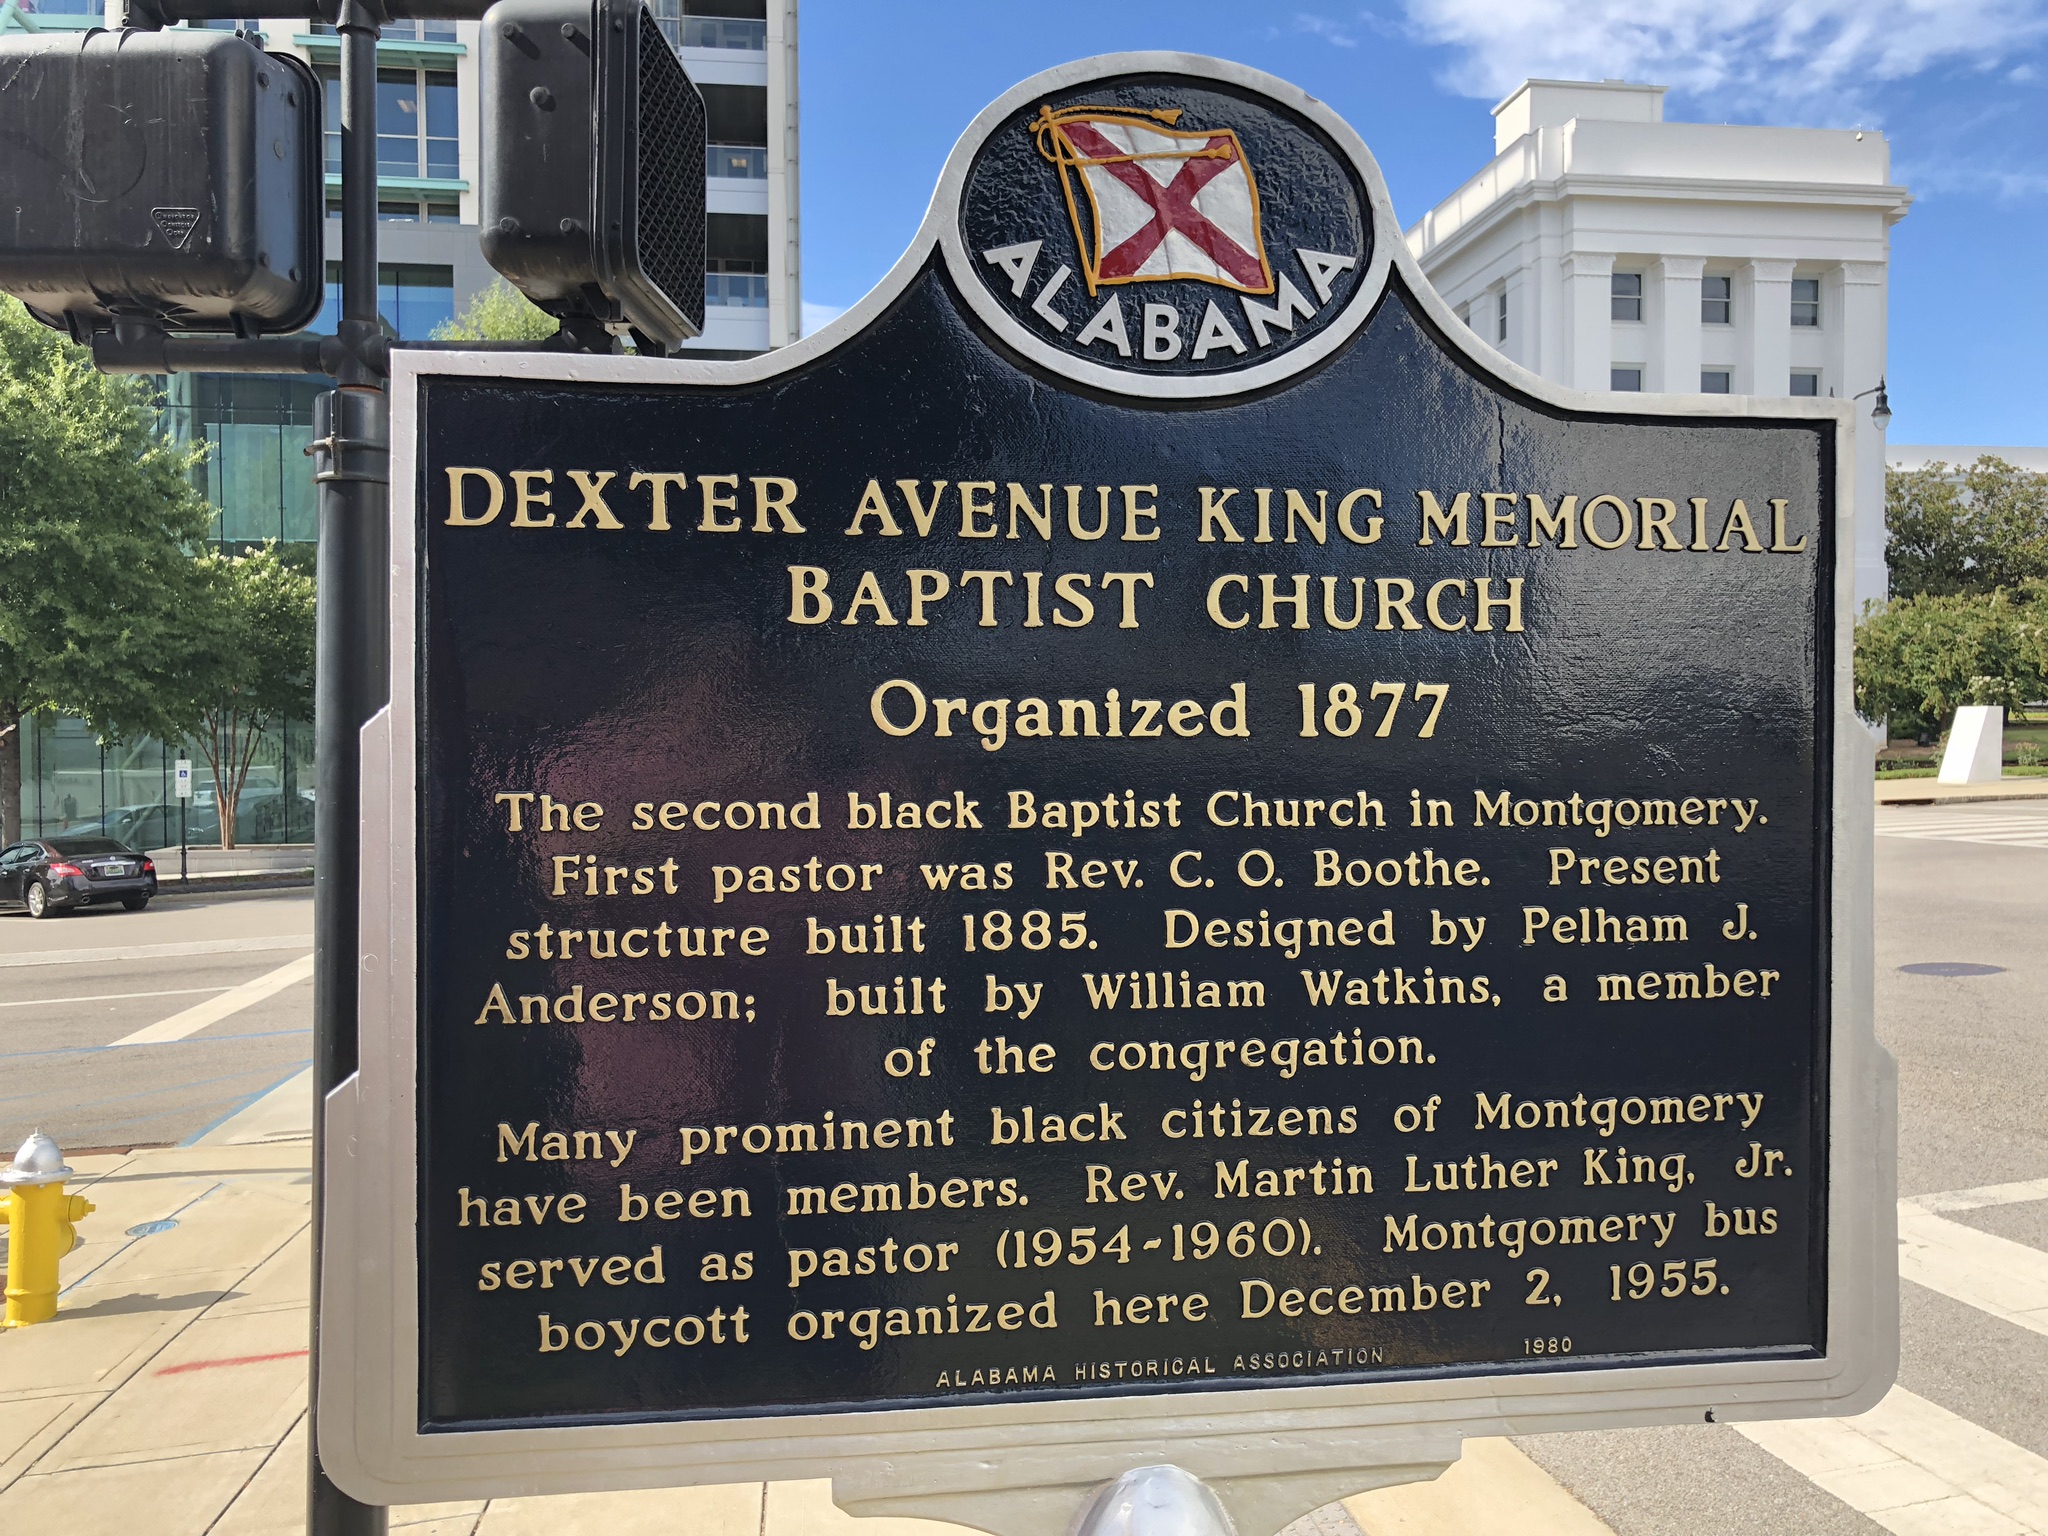 ALABAMA
DEXTER AVENUE KING MEMORIAL
BAPTIST CHURCH
Organized 1877
The second black Baptist Church in Montgomery.
First pastor was Rev. C. O. Boothe. Present
structure built 1885. Designed by Pelham J.
Anderson; built by William Watkins, a member
of the congregation.
Many prominent black citizens of Montgomery
have been members. Rev. Martin Luther King, Jr.
served as pastor (1954-1960). Montgomery bus
boycott organized here December 2, 1955.
ALABAMA HISTORICAL ASSOCIATION 1980